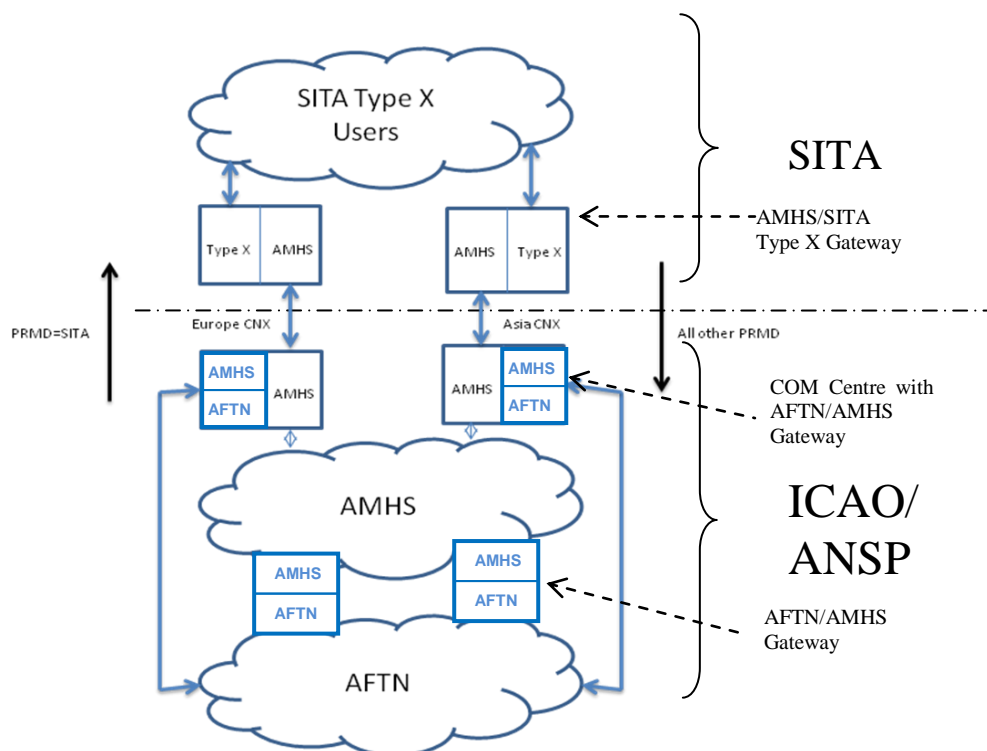 SITA Type X
Users
SITA
Type X
AMHS
AMHS
Type X
AMHS/SITA
Type X Gateway
PRMD=SITA
Europe CNX
Asia CNX
All other PRMD
AMHS
AFTN
AMHS
AMHS
AMHS
AFTN
COM Centre with
AFTN/AMHS
Gateway
AMHS
ICAO/
ANSP
AMHS
AFTN
AMHS
AFTN
AFTN/AMHS
Gateway
AFTN